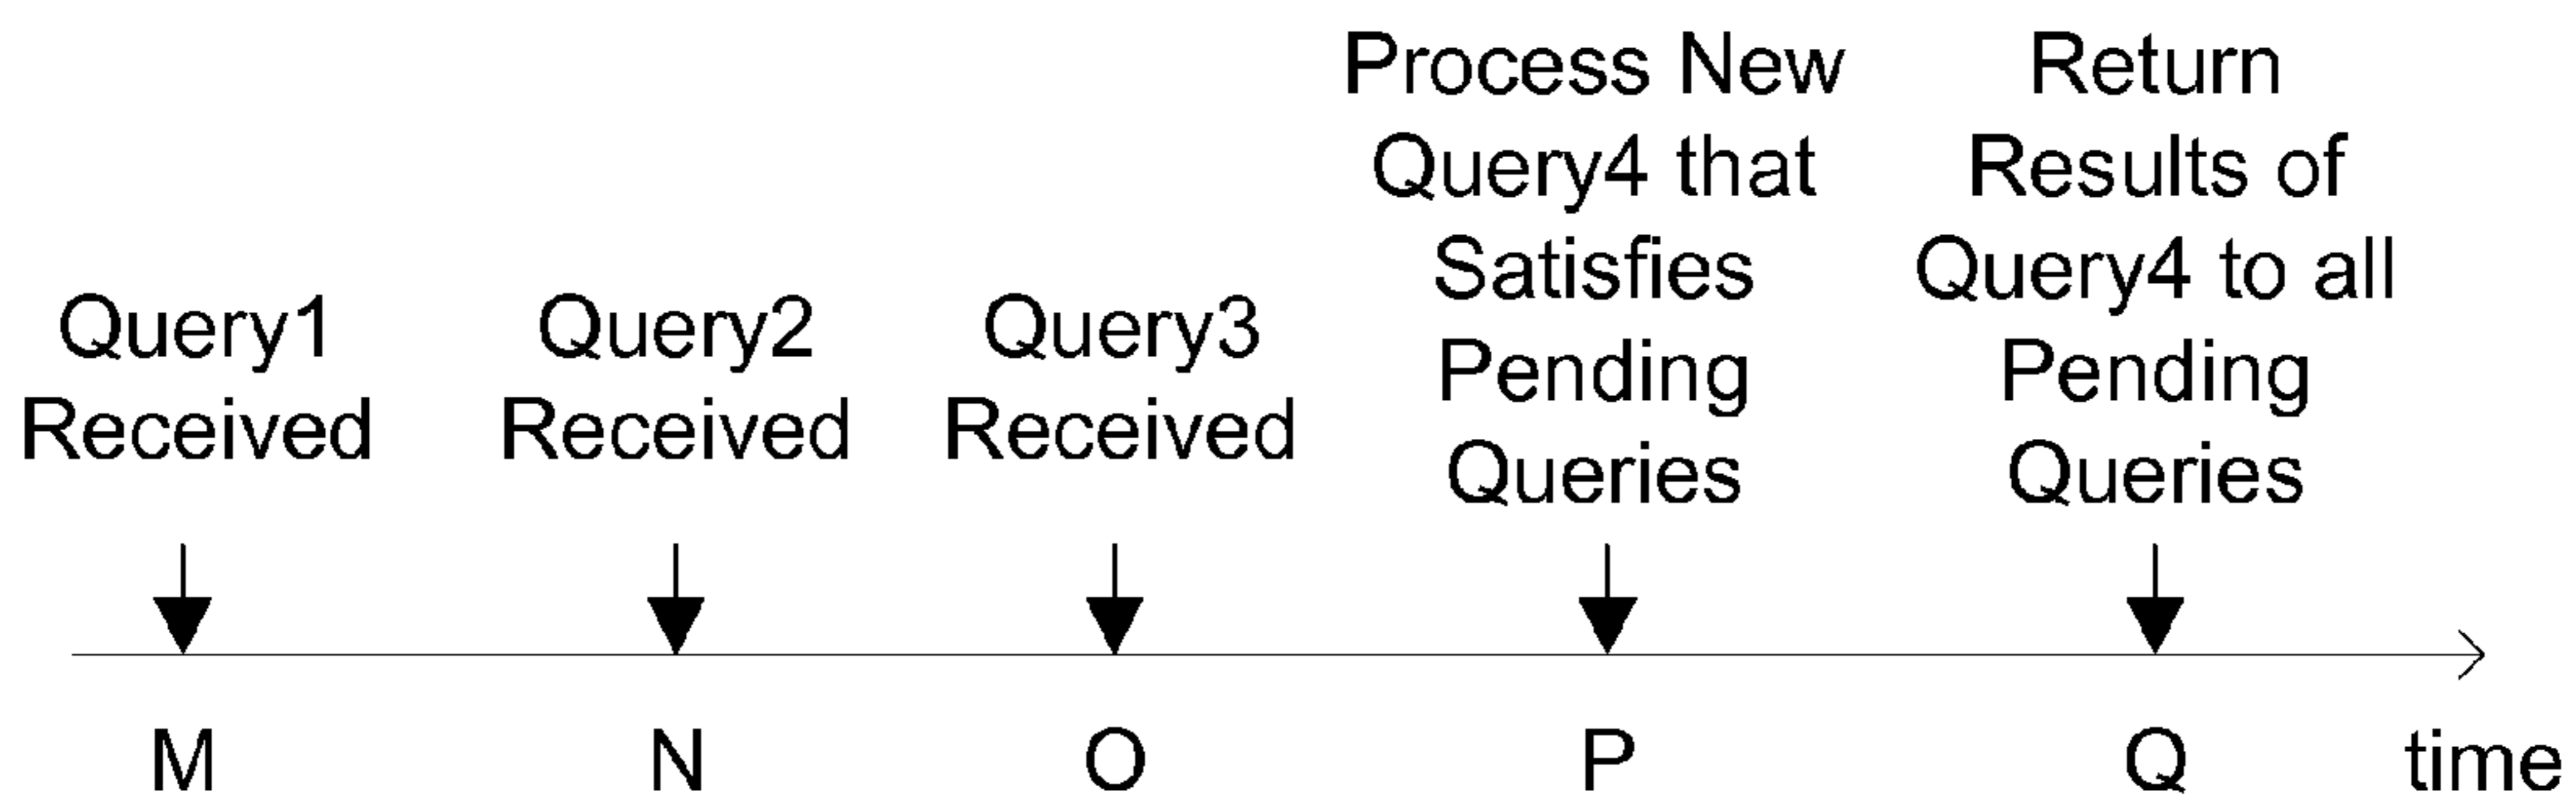 Query1
Received
Query2
Received
Query3
Received
Process New
Query4 that
Satisfies
Pending
Queries
Return
Results of
Query4 to all
Pending
Queries
M
N
O
P
Q
time